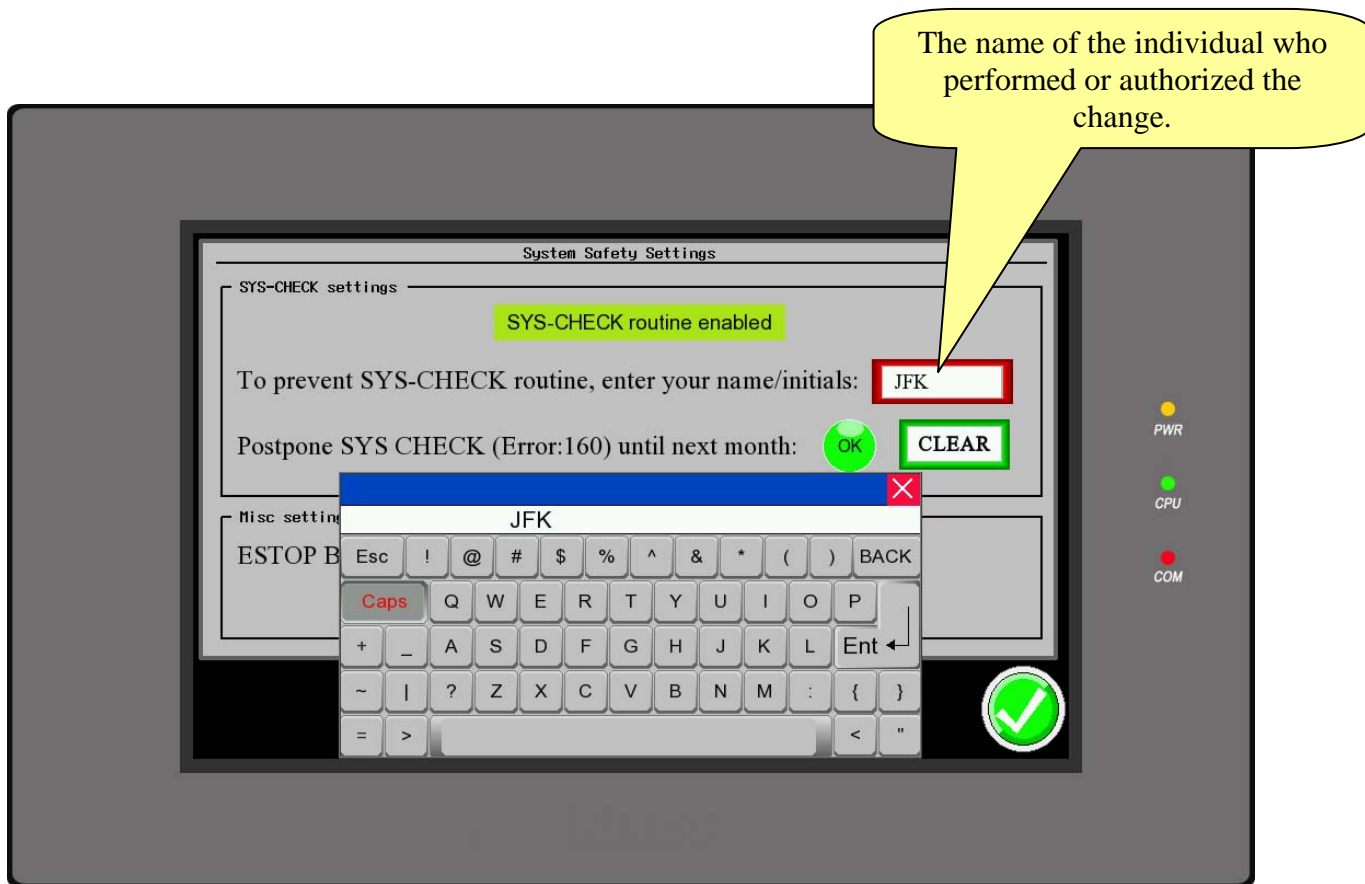 The name of the individual who
performed or authorized the
change.
System Safety Settings
SYS-CHECK settings
SYS-CHECK routine enabled
To prevent SYS-CHECK routine, enter your name/initials: JFK
Postpone SYS CHECK (Error:160) until next month: OK CLEAR
PWR
CPU
COM
Misc setting
ESTOP B
JFK
Esc ! @ # $ % ^ & * ( ) BACK
Caps Q W E R T Y U I O P
+ _ A S D F G H J K L Ent
~ | ? Z X C V B N M : { }
= > < "